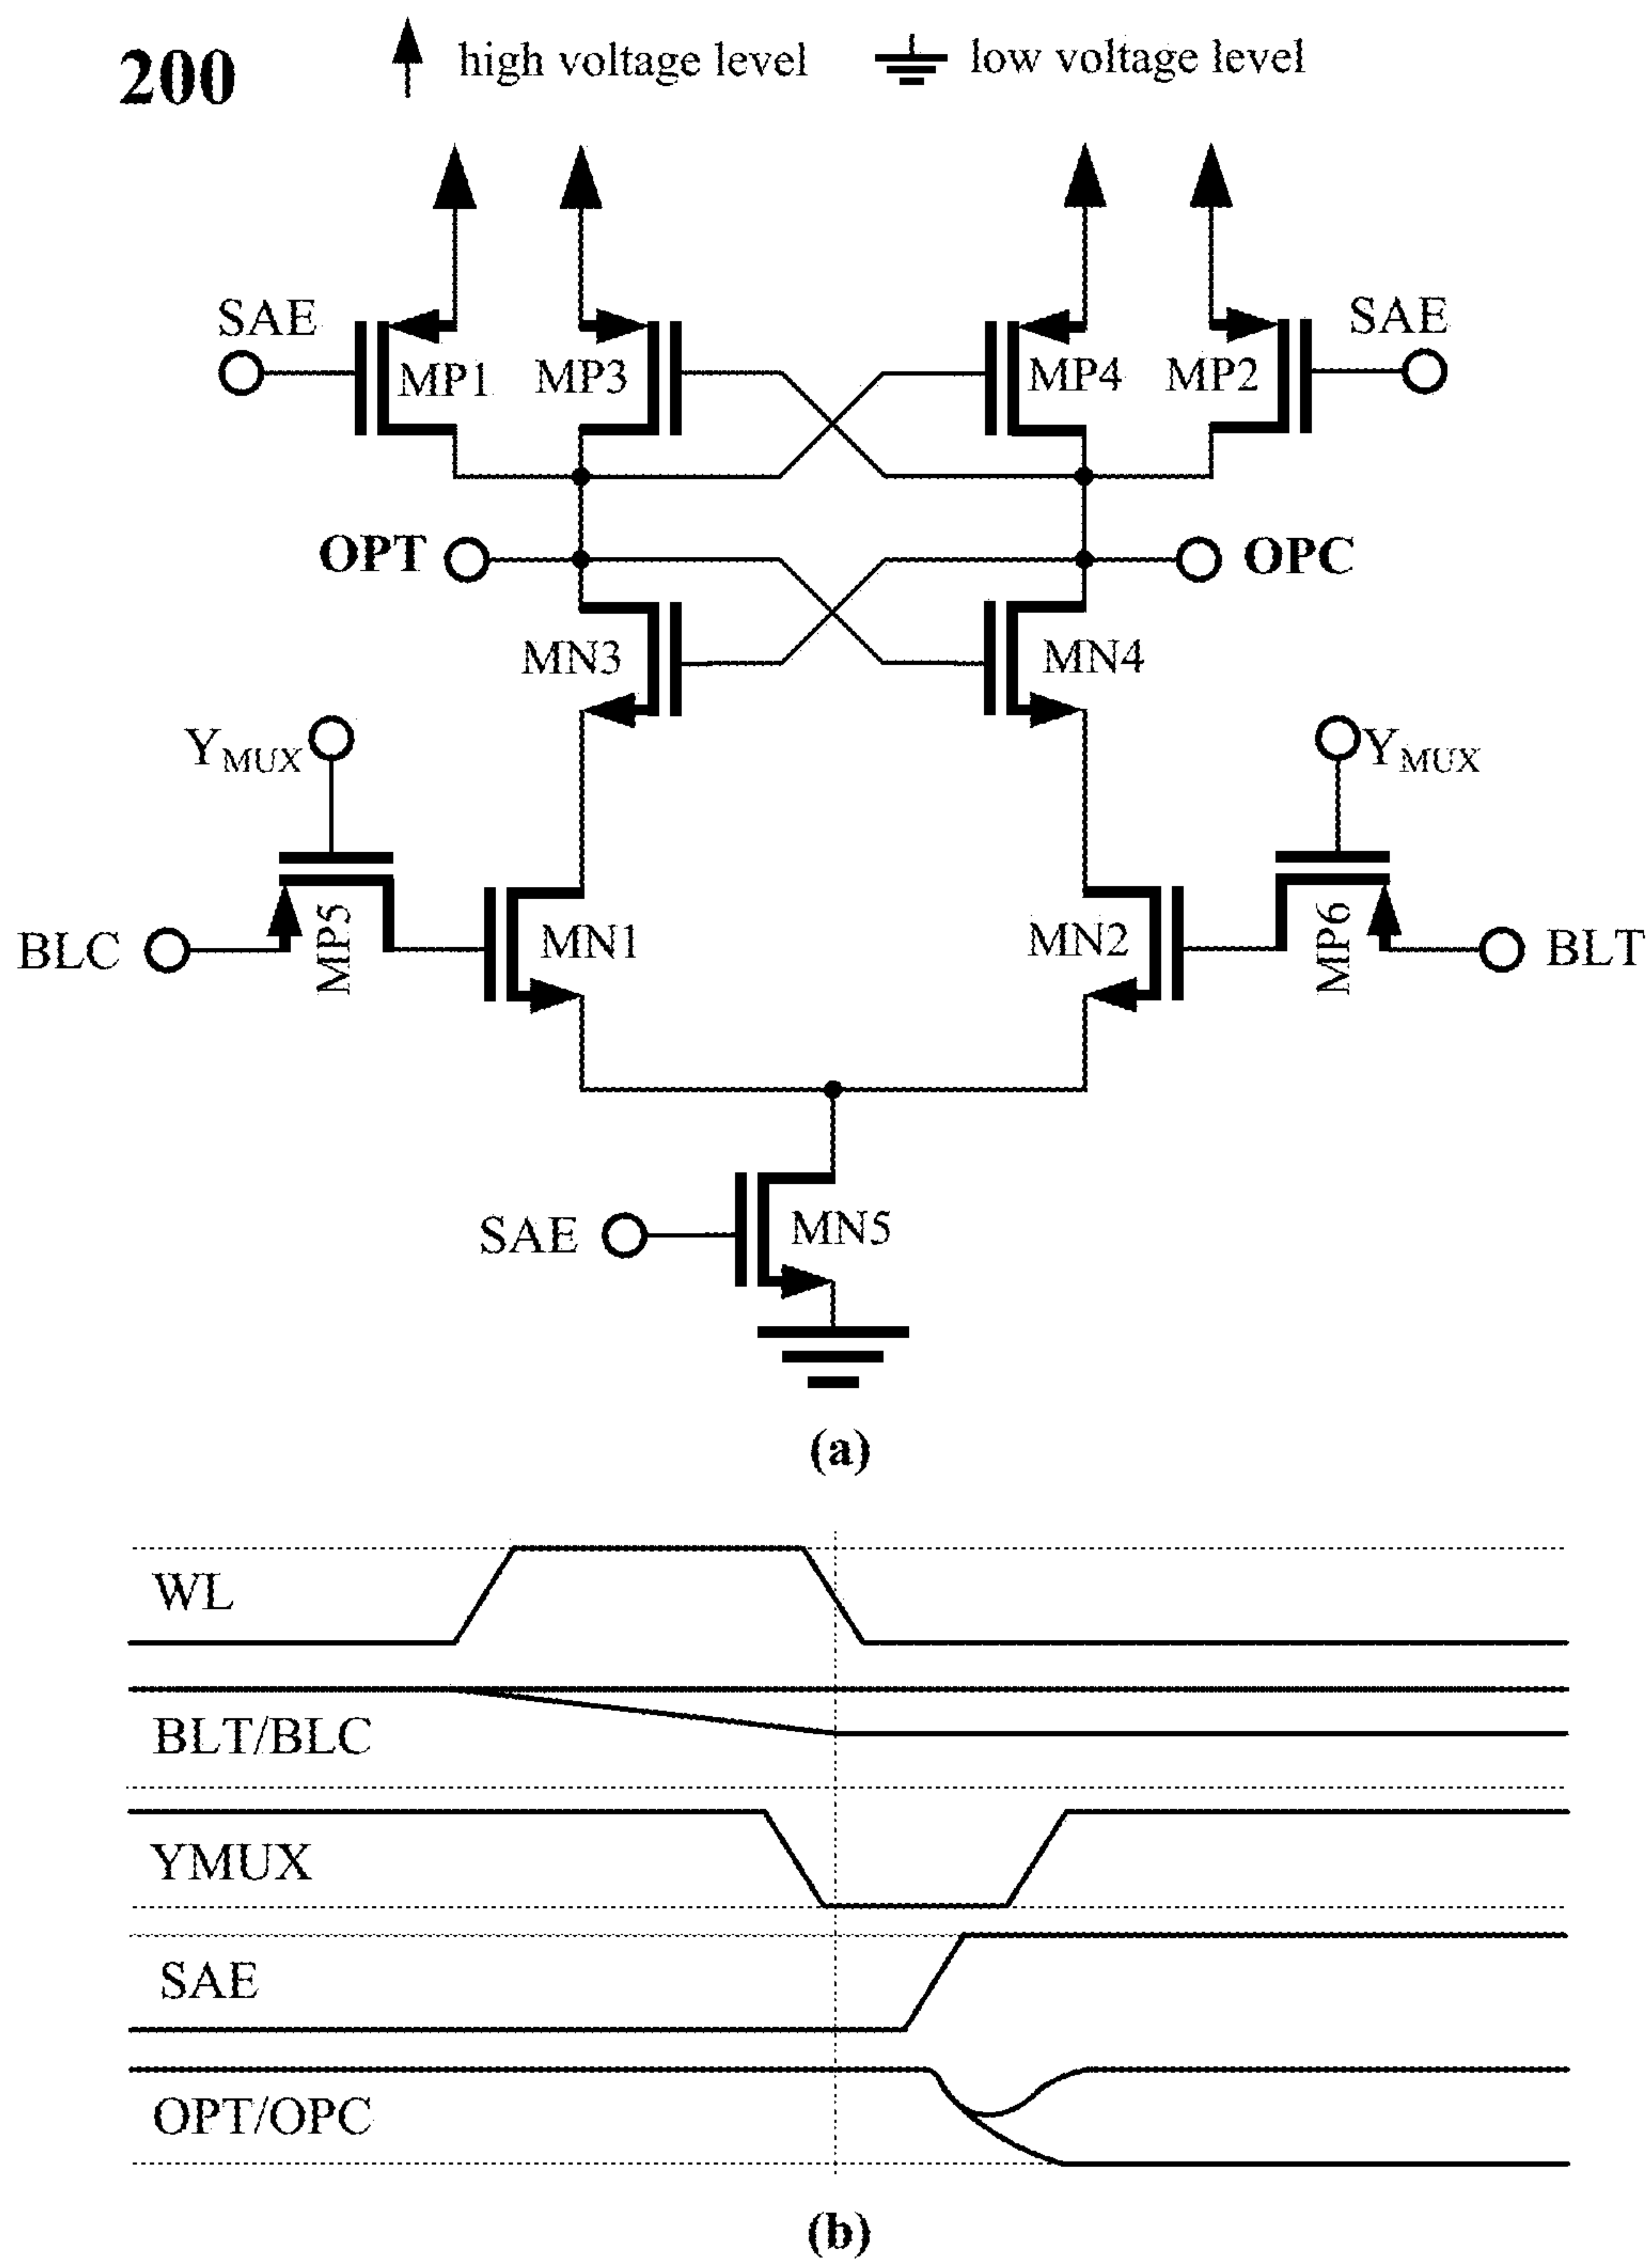 200 high voltage level low voltage level
SAE SAE
MP1 MP3 MP4 MP2
OPT OPC
MN3 MN4
YMUX YMUX
BLC MP5 MN1 MN2 MP6 BLT
SAE MN5
(a)
WL
BLT/BLC
YMUX
SAE
OPT/OPC
(b)